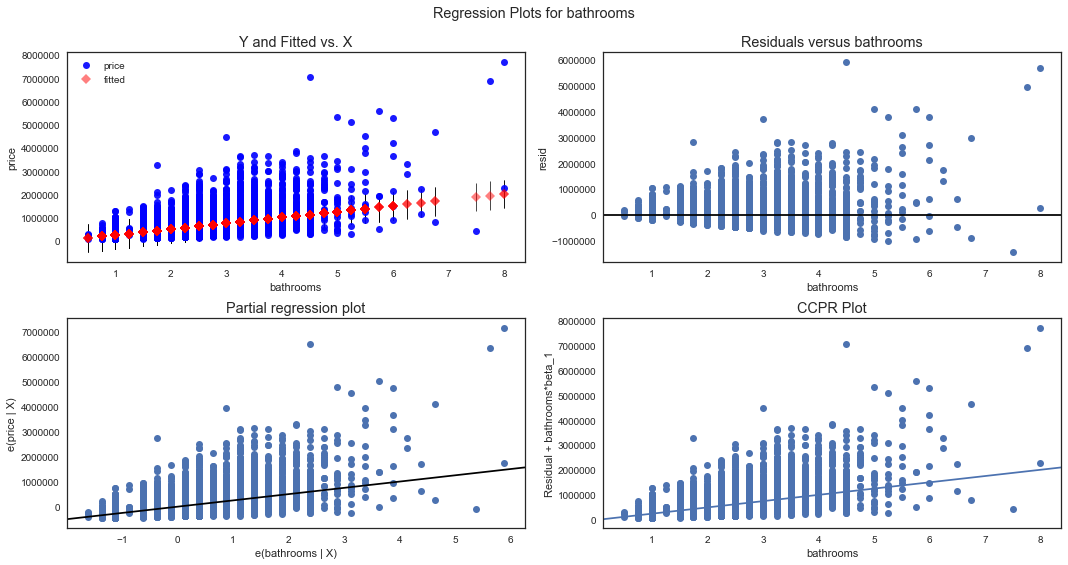 Regression Plots for bathrooms
Y and Fitted vs. X
price
fitted
8000000
7000000
6000000
5000000
4000000
3000000
2000000
1000000
0
price
1 2 3 4 5 6 7 8
bathrooms
Residuals versus bathrooms
6000000
5000000
4000000
3000000
2000000
1000000
0
−1000000
resid
1 2 3 4 5 6 7 8
bathrooms
Partial regression plot
7000000
6000000
5000000
4000000
3000000
2000000
1000000
0
e(price | X)
−1 0 1 2 3 4 5 6
e(bathrooms | X)
CCPR Plot
8000000
7000000
6000000
5000000
4000000
3000000
2000000
1000000
0
Residual + bathrooms*beta_1
1 2 3 4 5 6 7 8
bathrooms